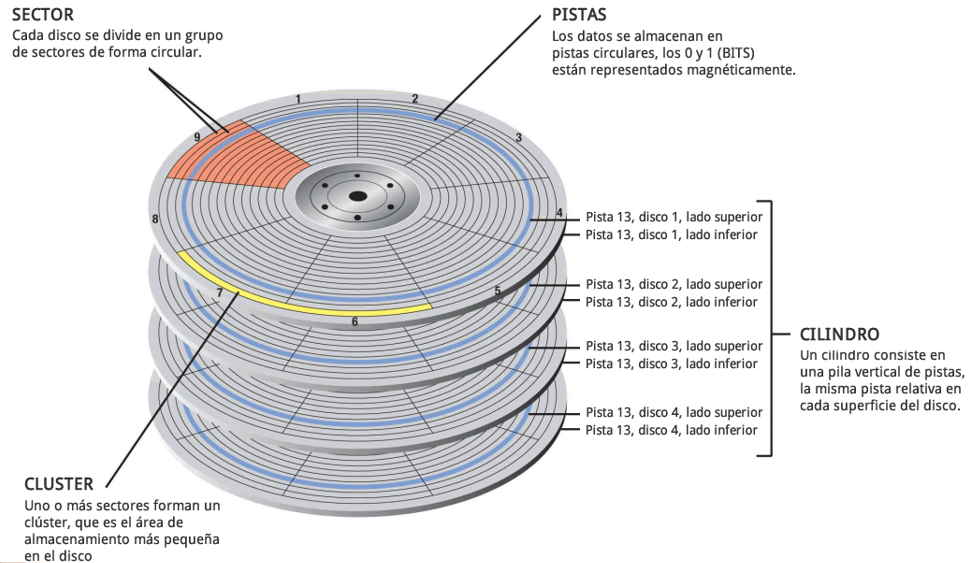 SECTOR
Cada disco se divide en un grupo
de sectores de forma circular.
PISTAS
Los datos se almacenan en
pistas circulares, los 0 y 1 (BITS)
están representados magnéticamente.
1
2
3
4
5
6
7
8
9
Pista 13, disco 1, lado superior
Pista 13, disco 1, lado inferior
Pista 13, disco 2, lado superior
Pista 13, disco 2, lado inferior
Pista 13, disco 3, lado superior
Pista 13, disco 3, lado inferior
Pista 13, disco 4, lado superior
Pista 13, disco 4, lado inferior
CILINDRO
Un cilindro consiste en
una pila vertical de pistas,
la misma pista relativa en
cada superficie del disco.
CLUSTER
Uno o más sectores forman un
clúster, que es el área de
almacenamiento más pequeña
en el disco